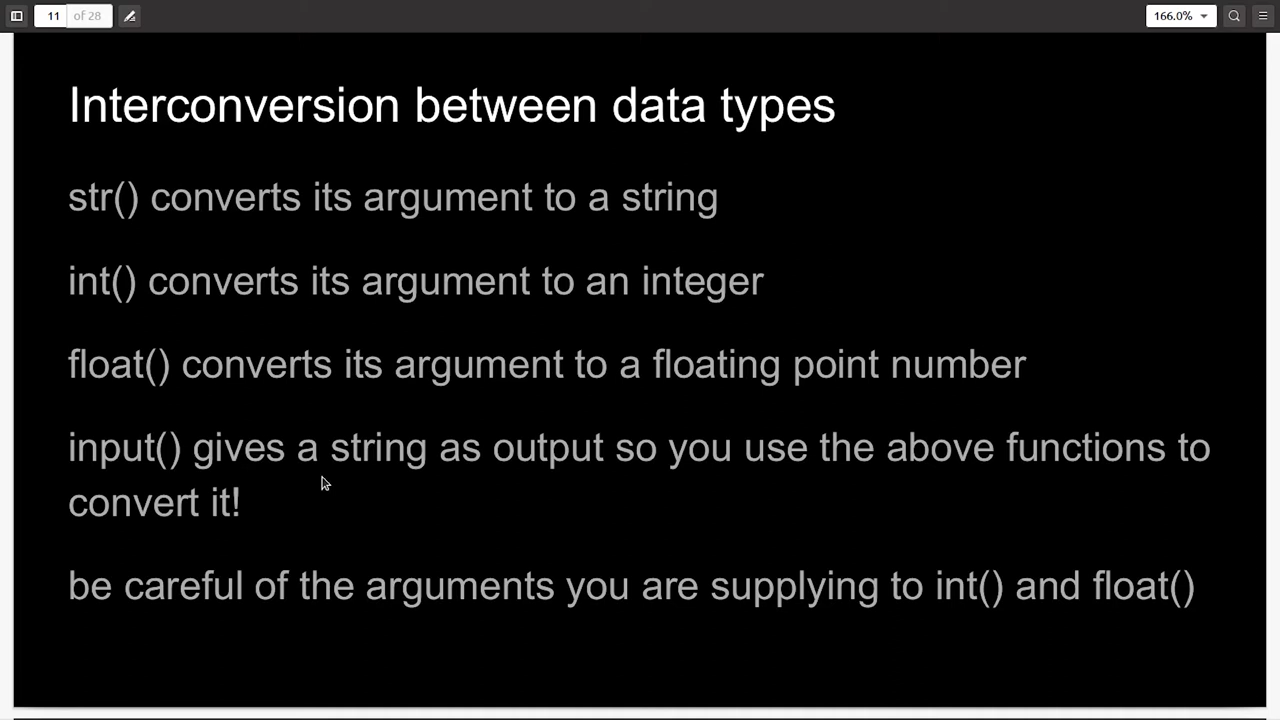 11 of 28
166.0%
Interconversion between data types
str() converts its argument to a string
int() converts its argument to an integer
float() converts its argument to a floating point number
input() gives a string as output so you use the above functions to
convert it!
be careful of the arguments you are supplying to int() and float()